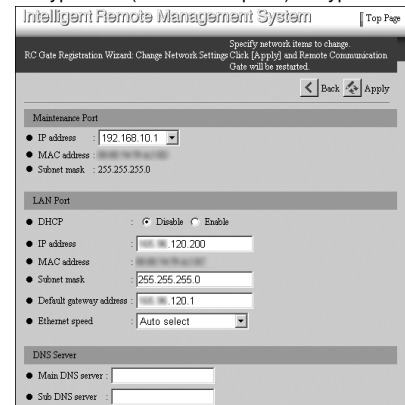 Intelligent Remote Management System
Top Page
RC Gate Registration Wizard: Change Network Settings
Specify network items to change.
Click [Apply] and Remote Communication
Gate will be restarted.
Back Apply
Maintenance Port
● IP address : 192.168.10.1
● MAC address :
● Subnet mask : 255.255.255.0
LAN Port
● DHCP : Disable Enable
● IP address : .120.200
● MAC address :
● Subnet mask : 255.255.255.0
● Default gateway address : .120.1
● Ethernet speed : Auto select
DNS Server
● Main DNS server :
● Sub DNS server :